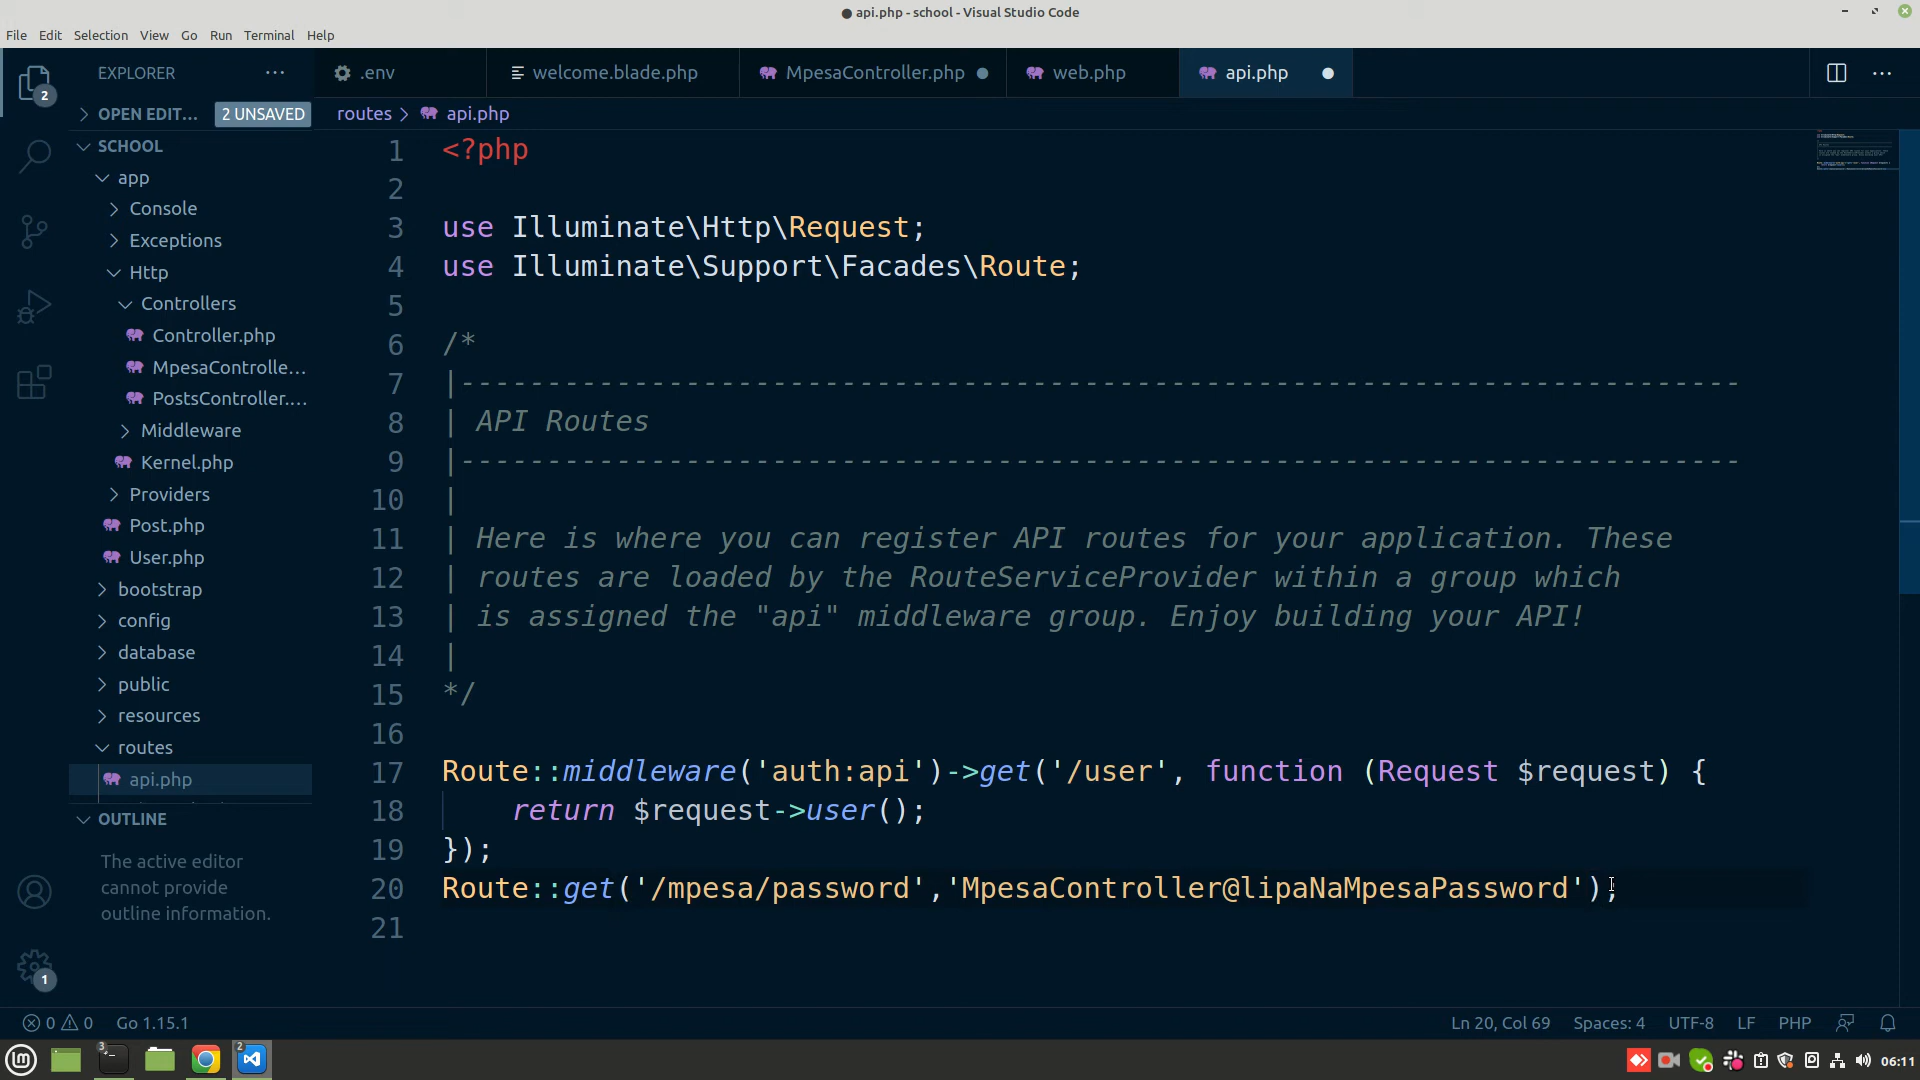 ● api.php - school - Visual Studio Code
File Edit Selection View Go Run Terminal Help
EXPLORER ···
.env
welcome.blade.php
MpesaController.php
web.php
api.php
OPEN EDIT... 2 UNSAVED
routes > api.php
SCHOOL
app
Console
Exceptions
Http
Controllers
Controller.php
MpesaControlle...
PostsController....
Middleware
Kernel.php
Providers
Post.php
User.php
bootstrap
config
database
public
resources
routes
api.php
OUTLINE
The active editor
cannot provide
outline information.
2
1
1 <?php
2
3 use Illuminate\Http\Request;
4 use Illuminate\Support\Facades\Route;
5
6 /*
7 |--------------------------------------------------------------------------
8 | API Routes
9 |--------------------------------------------------------------------------
10 |
11 | Here is where you can register API routes for your application. These
12 | routes are loaded by the RouteServiceProvider within a group which
13 | is assigned the "api" middleware group. Enjoy building your API!
14 |
15 */
16
17 Route::middleware('auth:api')->get('/user', function (Request $request) {
18     return $request->user();
19 });
20 Route::get('/mpesa/password','MpesaController@lipaNaMpesaPassword');
21
0 0 Go 1.15.1
Ln 20, Col 69 Spaces: 4 UTF-8 LF PHP
3 2
06:11